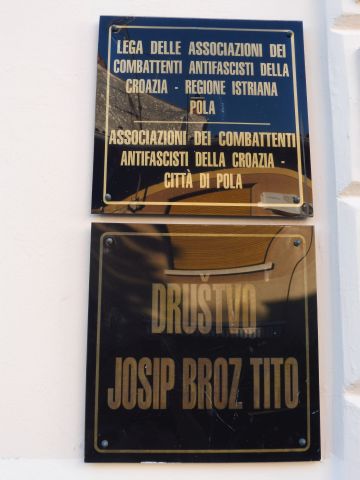 LEGA DELLE ASSOCIAZIONI DEI
COMBATTENTI ANTIFASCISTI DELLA
CROAZIA - REGIONE ISTRIANA
POLA
ASSOCIAZIONI DEI COMBATTENTI
ANTIFASCISTI DELLA CROAZIA -
CITTÀ DI POLA
DRUŠTVO
JOSIP BROZ TITO